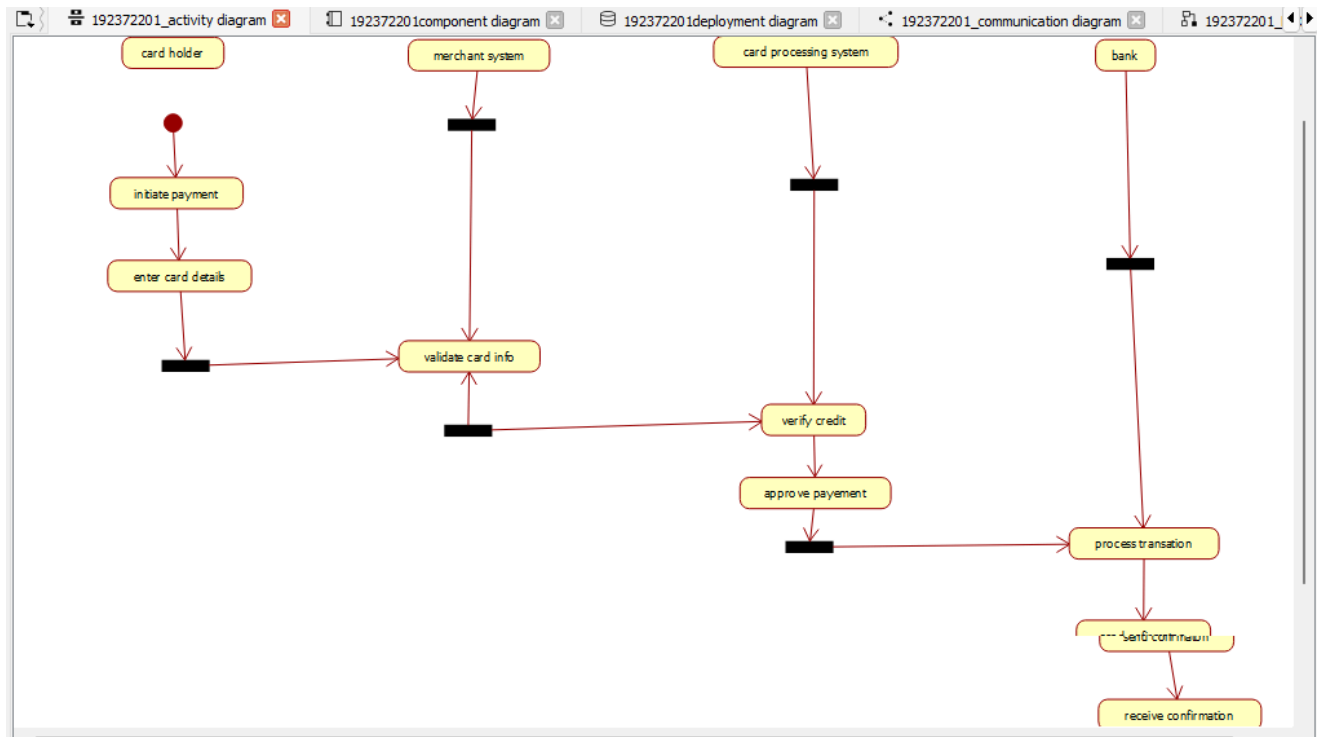 192372201_activity diagram
192372201component diagram
192372201deployment diagram
192372201_communication diagram
192372201_
card holder
merchant system
card processing system
bank
initiate payment
enter card details
validate card info
verify credit
approve payement
process transation
receive confirmation